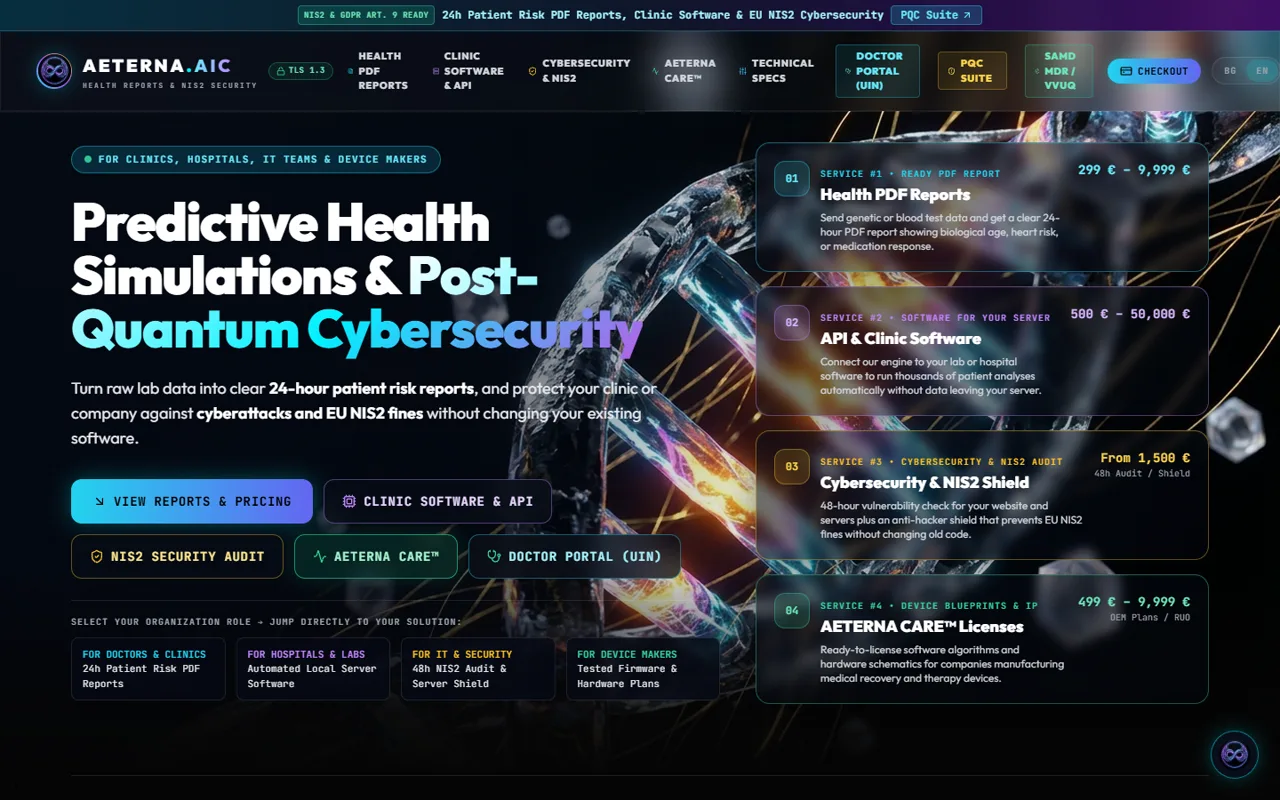 NIS2 & GDPR ART. 9 READY
24h Patient Risk PDF Reports, Clinic Software & EU NIS2 Cybersecurity
PQC Suite ↗
AETERNA.AIC
HEALTH REPORTS & NIS2 SECURITY
TLS 1.3
HEALTH
PDF
REPORTS
CLINIC
SOFTWARE
& API
CYBERSECURITY
& NIS2
AETERNA
CARE™
TECHNICAL
SPECS
DOCTOR
PORTAL
(UIN)
PQC
SUITE
SAMD
MDR /
VVUQ
CHECKOUT
BG
EN
FOR CLINICS, HOSPITALS, IT TEAMS & DEVICE MAKERS
Predictive Health
Simulations & Post-
Quantum Cybersecurity
Turn raw lab data into clear 24-hour patient risk reports, and protect your clinic or
company against cyberattacks and EU NIS2 fines without changing your existing
software.
VIEW REPORTS & PRICING
CLINIC SOFTWARE & API
NIS2 SECURITY AUDIT
AETERNA CARE™
DOCTOR PORTAL (UIN)
SELECT YOUR ORGANIZATION ROLE → JUMP DIRECTLY TO YOUR SOLUTION:
FOR DOCTORS & CLINICS
24h Patient Risk PDF
Reports
FOR HOSPITALS & LABS
Automated Local Server
Software
FOR IT & SECURITY
48h NIS2 Audit &
Server Shield
FOR DEVICE MAKERS
Tested Firmware &
Hardware Plans
01
SERVICE #1 • READY PDF REPORT
299 € – 9,999 €
Health PDF Reports
Send genetic or blood test data and get a clear 24-
hour PDF report showing biological age, heart risk,
or medication response.
02
SERVICE #2 • SOFTWARE FOR YOUR SERVER
500 € – 50,000 €
API & Clinic Software
Connect our engine to your lab or hospital
software to run thousands of patient analyses
automatically without data leaving your server.
03
SERVICE #3 • CYBERSECURITY & NIS2 AUDIT
From 1,500 €
48h Audit / Shield
Cybersecurity & NIS2 Shield
48-hour vulnerability check for your website and
servers plus an anti-hacker shield that prevents EU NIS2
fines without changing old code.
04
SERVICE #4 • DEVICE BLUEPRINTS & IP
499 € – 9,999 €
OEM Plans / RUO
AETERNA CARE™ Licenses
Ready-to-license software algorithms and
hardware schematics for companies manufacturing
medical recovery and therapy devices.